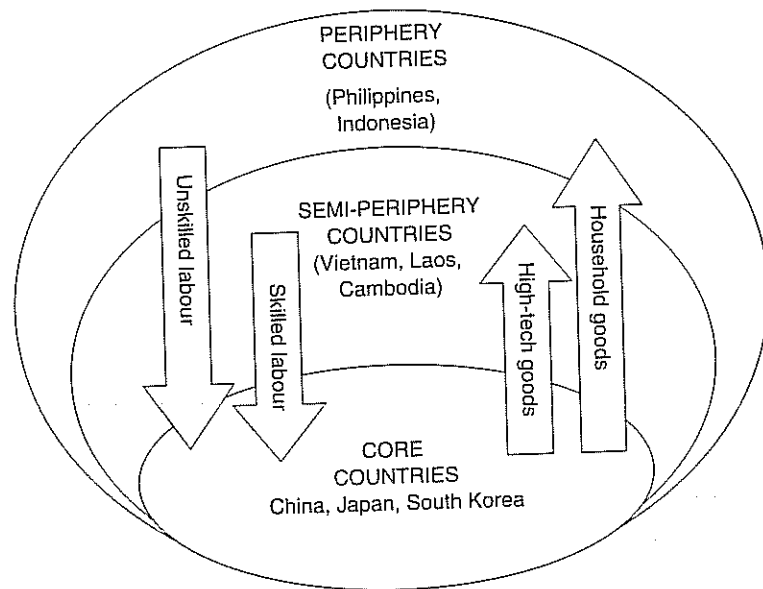 PERIPHERY
COUNTRIES
(Philippines,
Indonesia)
SEMI-PERIPHERY
COUNTRIES
(Vietnam, Laos,
Cambodia)
Unskilled labour
Skilled labour
High-tech goods
Household goods
CORE
COUNTRIES
China, Japan, South Korea